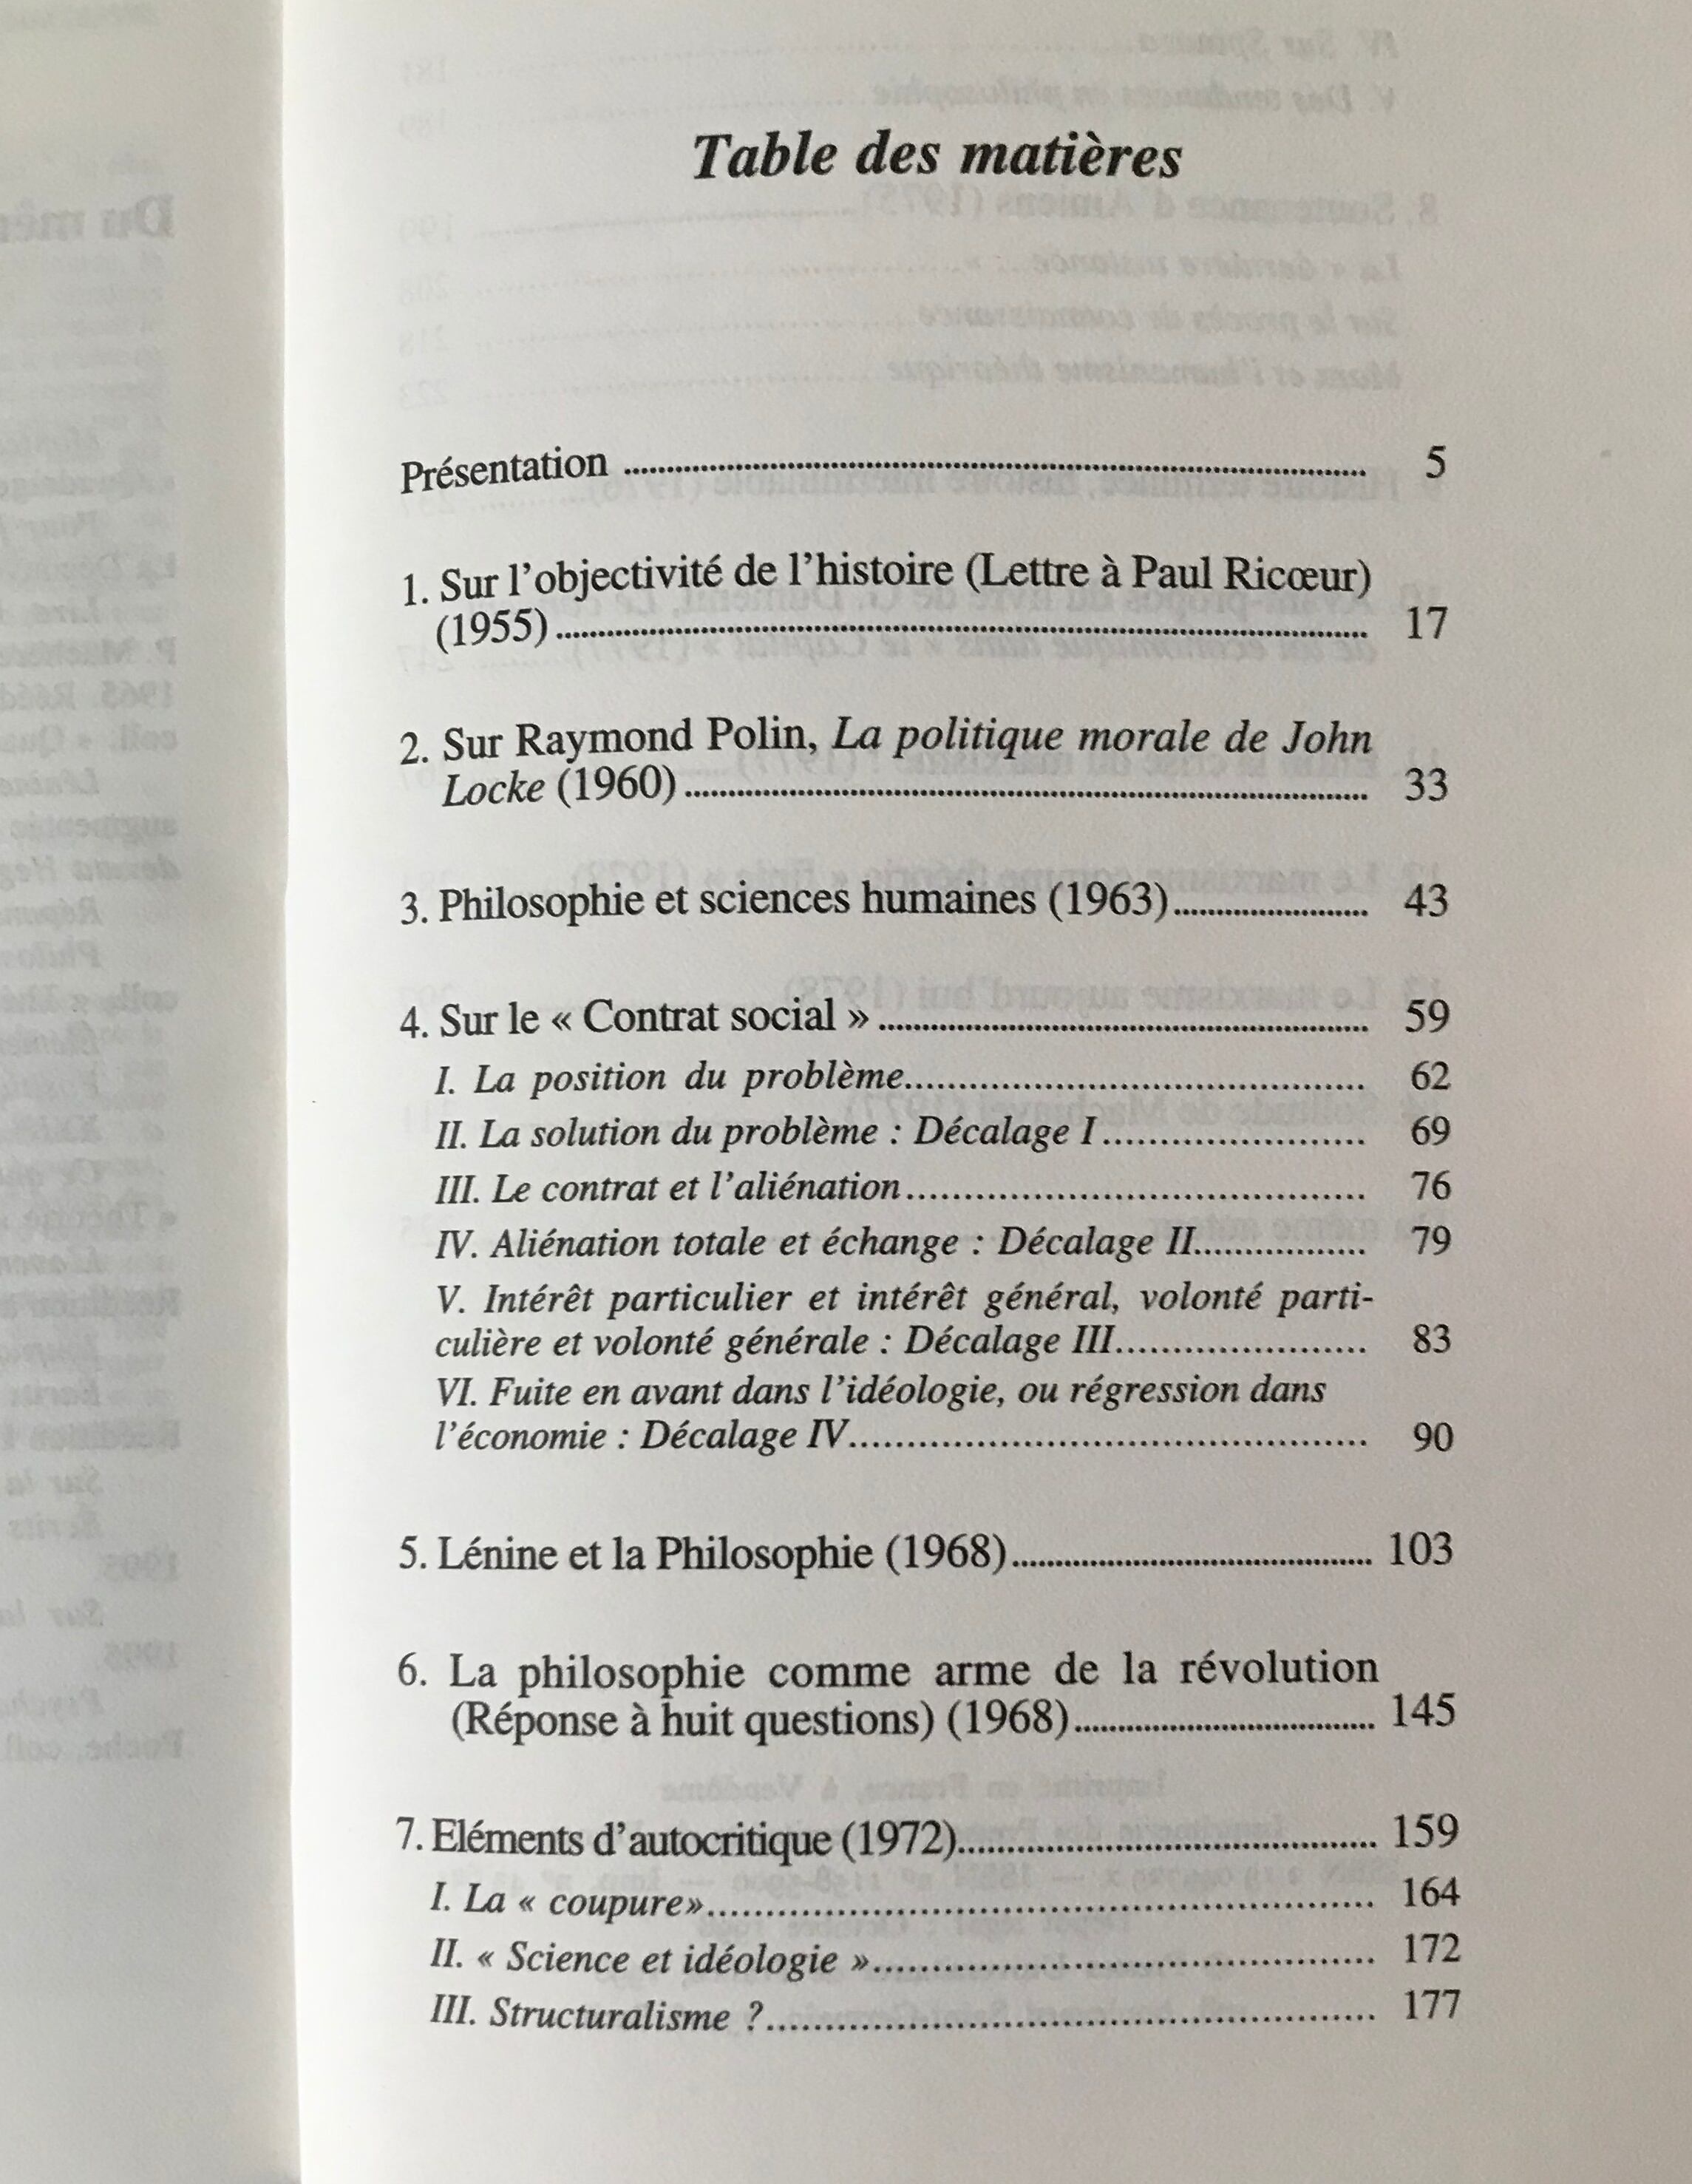 Table des matières
Présentation ........ 5
1. Sur l'objectivité de l'histoire (Lettre à Paul Ricœur)
(1955) ........ 17
2. Sur Raymond Polin, La politique morale de John
Locke (1960) ........ 33
3. Philosophie et sciences humaines (1963) ........ 43
4. Sur le « Contrat social » ........ 59
I. La position du problème ........ 62
II. La solution du problème : Décalage I ........ 69
III. Le contrat et l'aliénation ........ 76
IV. Aliénation totale et échange : Décalage II ........ 79
V. Intérêt particulier et intérêt général, volonté parti-
culière et volonté générale : Décalage III ........ 83
VI. Fuite en avant dans l'idéologie, ou régression dans
l'économie : Décalage IV ........ 90
5. Lénine et la Philosophie (1968) ........ 103
6. La philosophie comme arme de la révolution
(Réponse à huit questions) (1968) ........ 145
7. Eléments d'autocritique (1972) ........ 159
I. La « coupure» ........ 164
II. « Science et idéologie » ........ 172
III. Structuralisme ? ........ 177